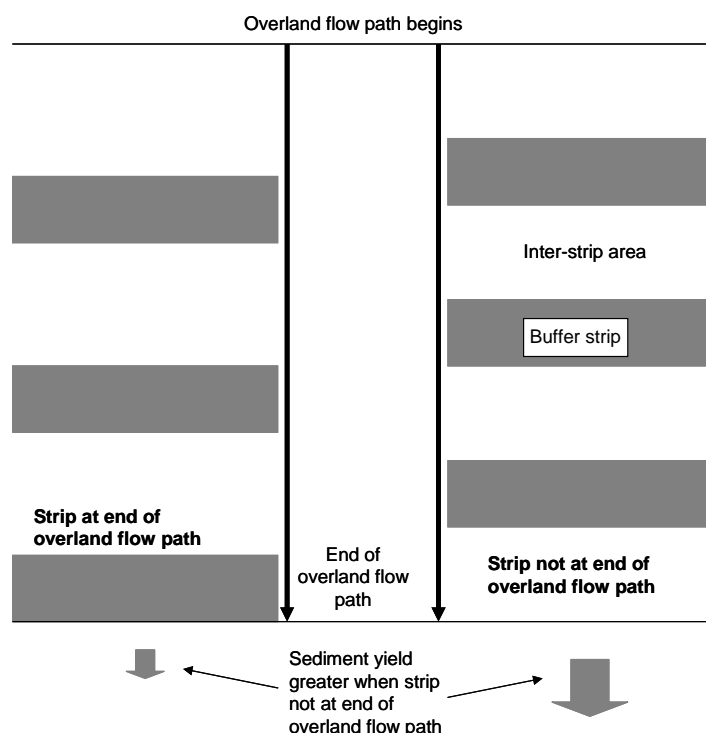 Overland flow path begins
Inter-strip area
Buffer strip
Strip at end of
overland flow path
End of
overland flow
path
Strip not at end of
overland flow path
Sediment yield
greater when strip
not at end of
overland flow path